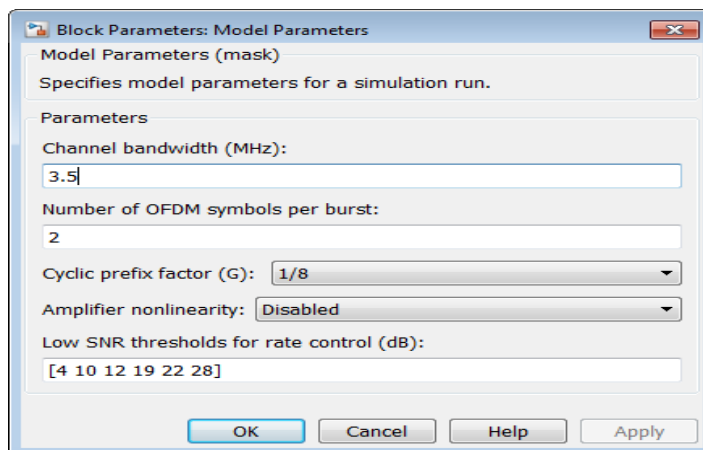 Block Parameters: Model Parameters
Model Parameters (mask)
Specifies model parameters for a simulation run.
Parameters
Channel bandwidth (MHz):
3.5
Number of OFDM symbols per burst:
2
Cyclic prefix factor (G): 1/8
Amplifier nonlinearity: Disabled
Low SNR thresholds for rate control (dB):
[4 10 12 19 22 28]
OK Cancel Help Apply